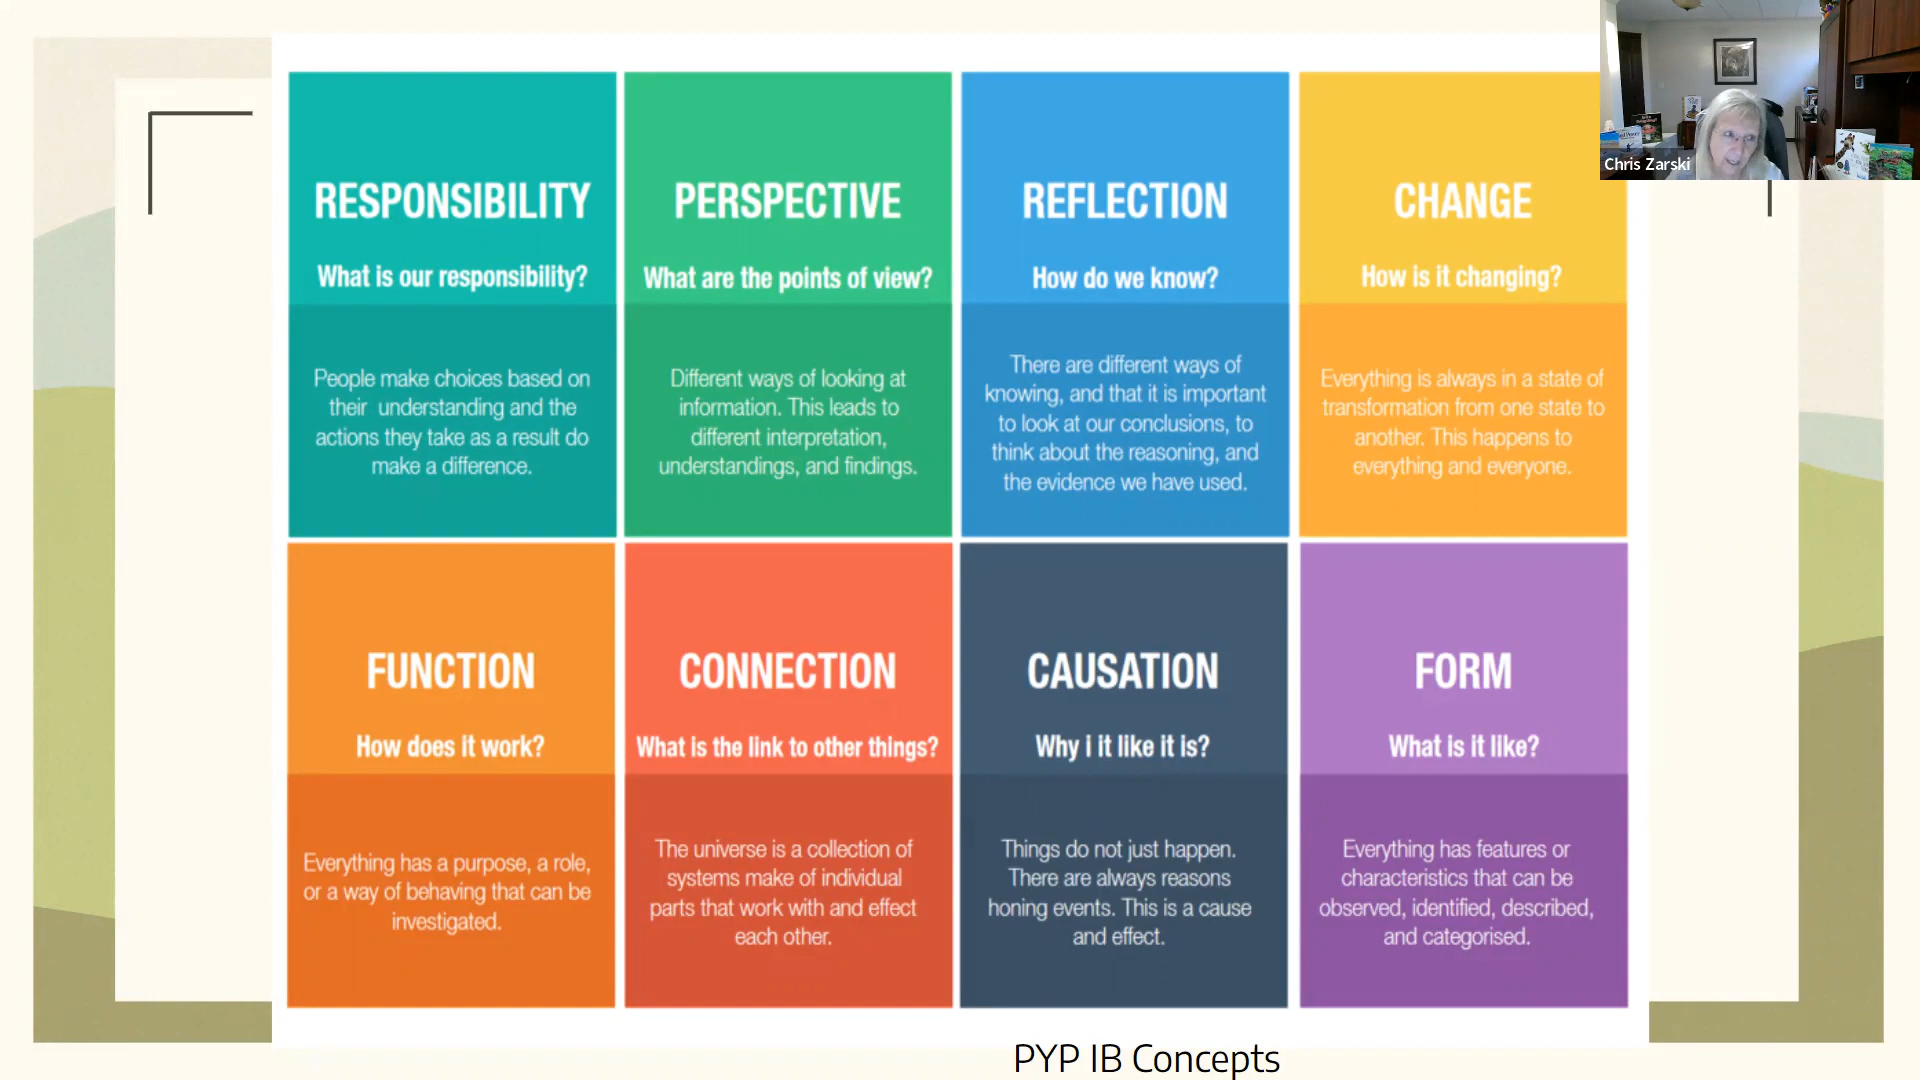 RESPONSIBILITY
What is our responsibility?
People make choices based on
their understanding and the
actions they take as a result do
make a difference.
PERSPECTIVE
What are the points of view?
Different ways of looking at
information. This leads to
different interpretation,
understandings, and findings.
REFLECTION
How do we know?
There are different ways of
knowing, and that it is important
to look at our conclusions, to
think about the reasoning, and
the evidence we have used.
CHANGE
How is it changing?
Everything is always in a state of
transformation from one state to
another. This happens to
everything and everyone.
Chris Zarski
FUNCTION
How does it work?
Everything has a purpose, a role,
or a way of behaving that can be
investigated.
CONNECTION
What is the link to other things?
The universe is a collection of
systems make of individual
parts that work with and effect
each other.
CAUSATION
Why i it like it is?
Things do not just happen.
There are always reasons
honing events. This is a cause
and effect.
FORM
What is it like?
Everything has features or
characteristics that can be
observed, identified, described,
and categorised.
PYP IB Concepts